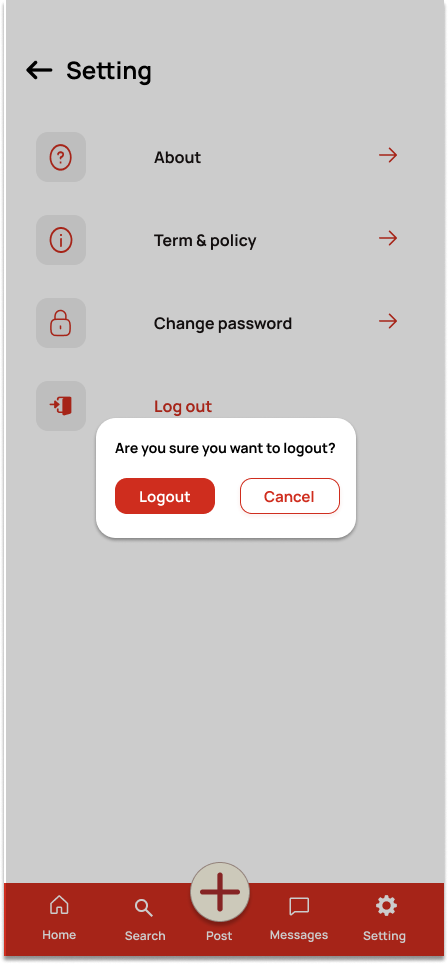 Setting
About
Term & policy
Change password
Log out
Are you sure you want to logout?
Logout Cancel
Home Search Post Messages Setting